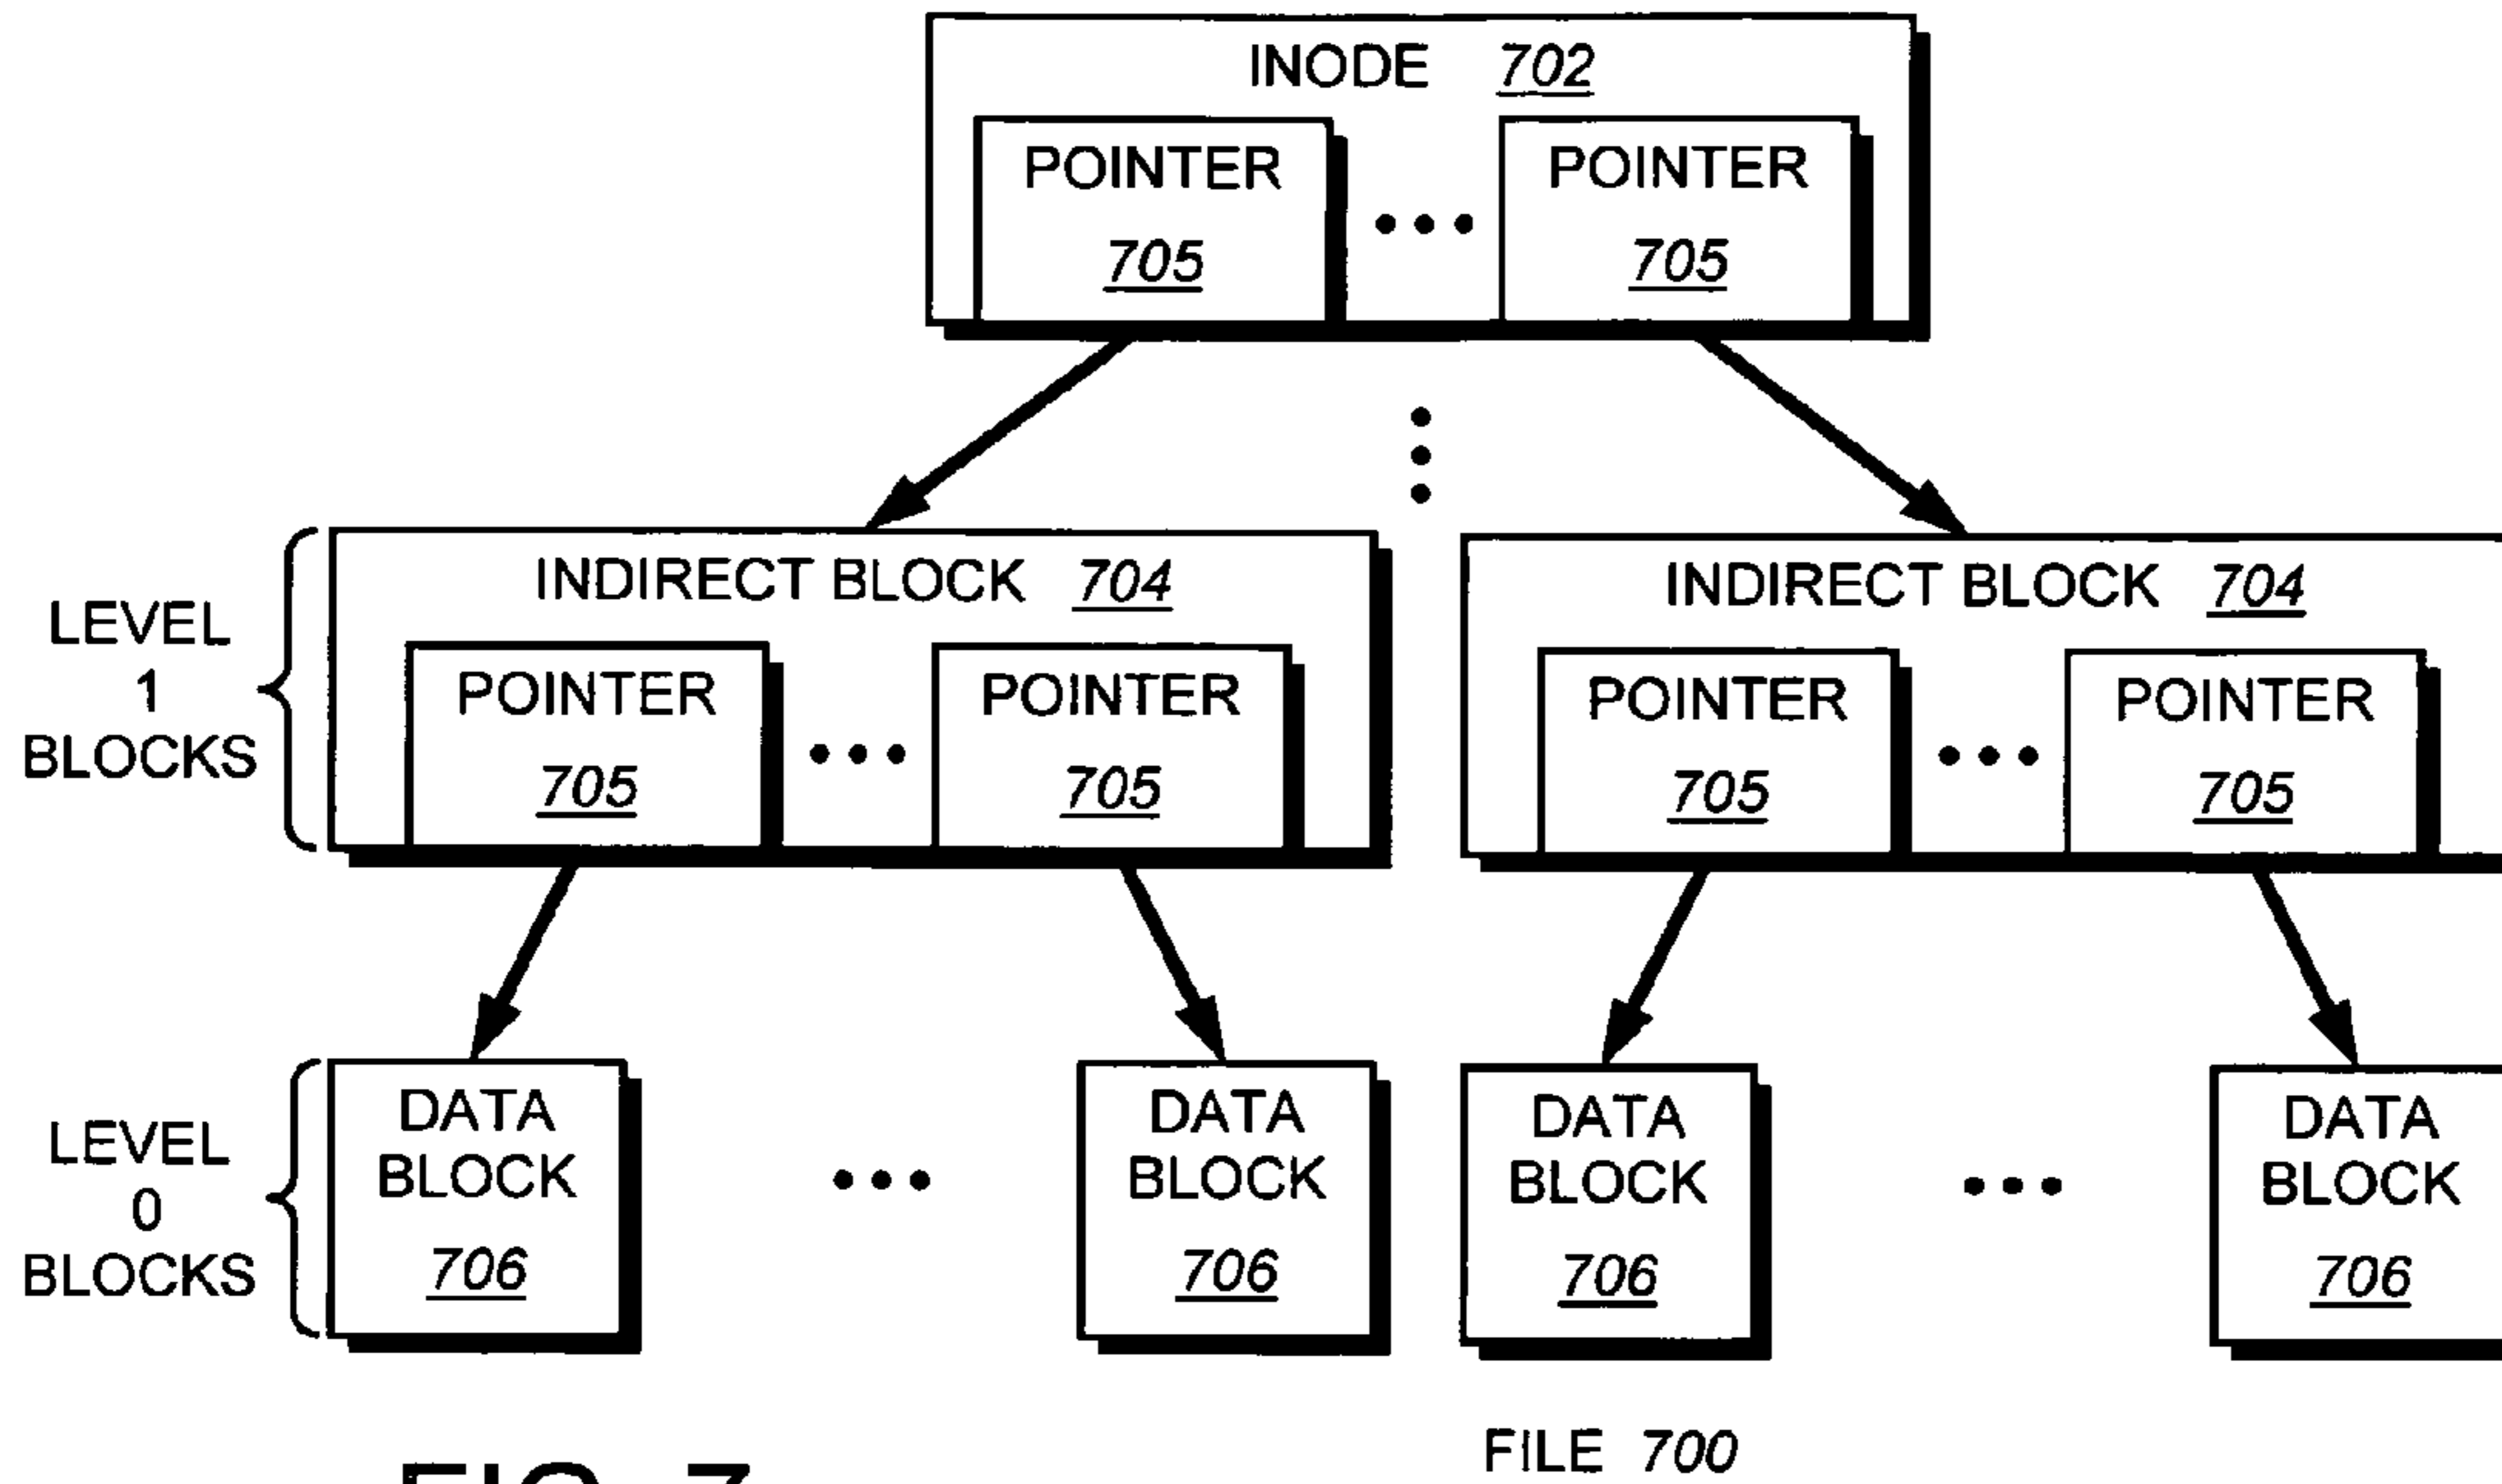 INODE 702
POINTER POINTER
705 705
INDIRECT BLOCK 704 INDIRECT BLOCK 704
LEVEL
1
BLOCKS
POINTER POINTER POINTER POINTER
705 705 705 705
LEVEL
0
BLOCKS
DATA BLOCK 706
DATA BLOCK 706
DATA BLOCK 706
DATA BLOCK 706
FILE 700